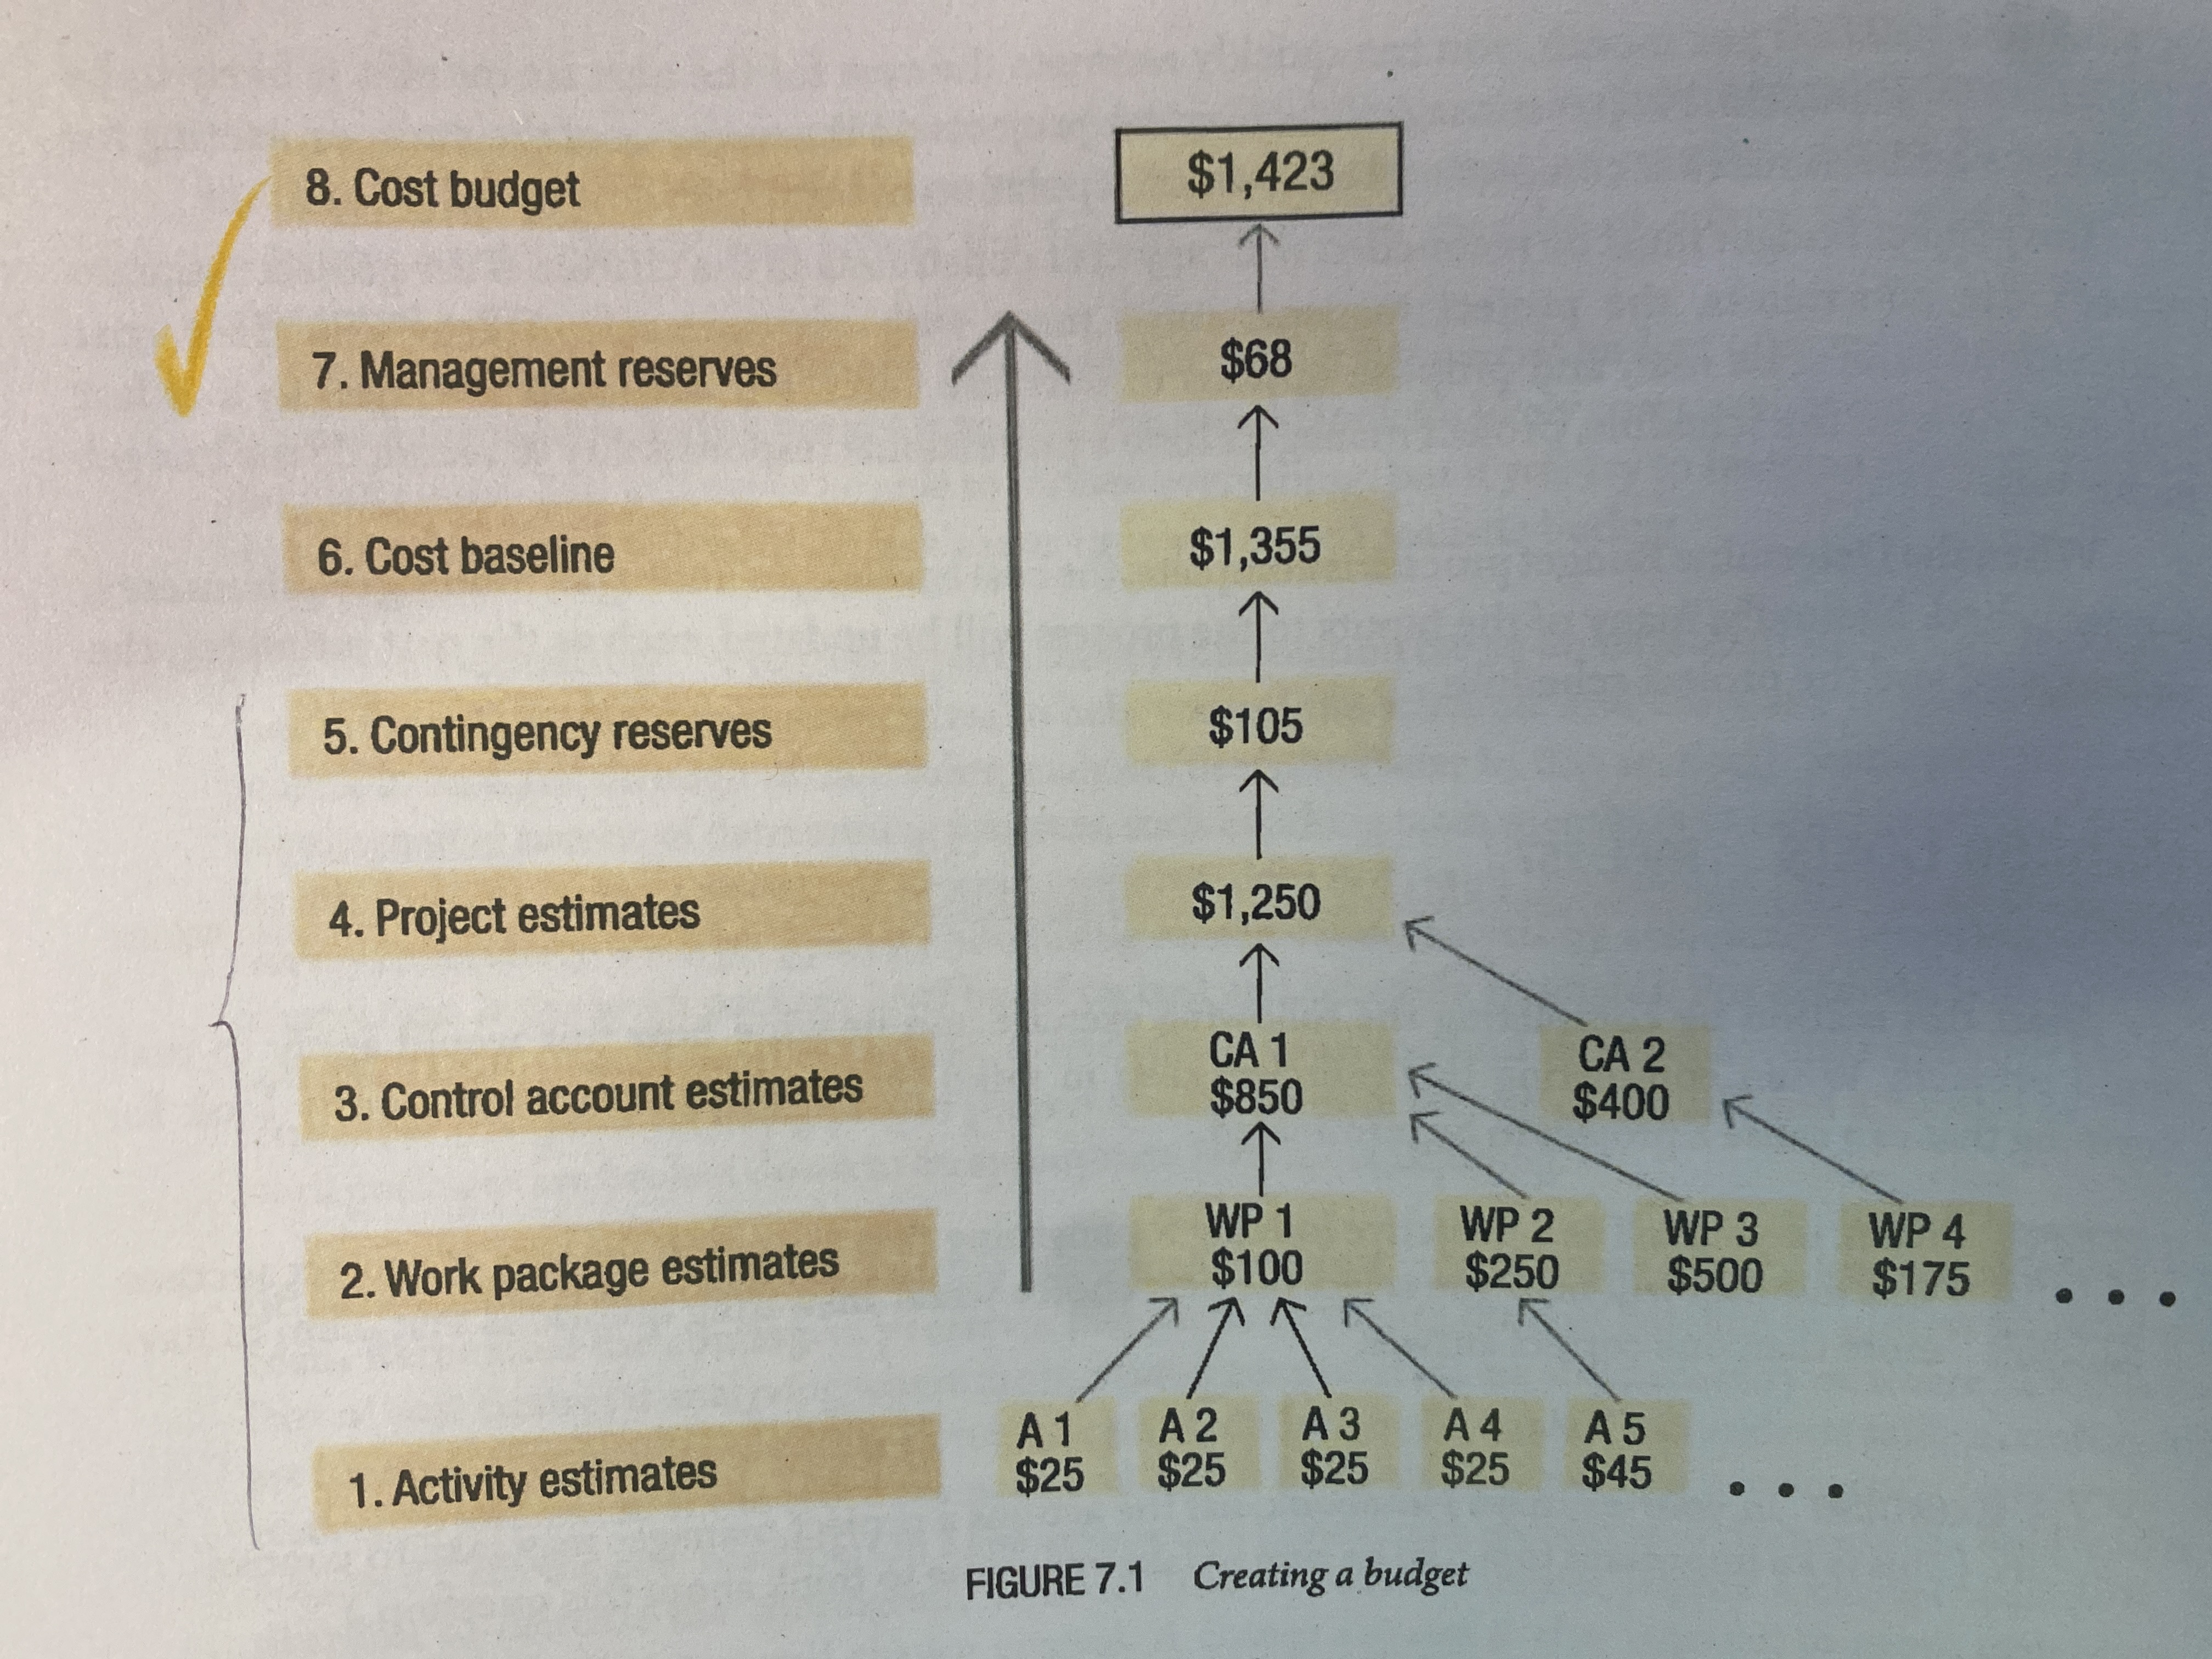 8. Cost budget
$1,423
7. Management reserves
$68
6. Cost baseline
$1,355
5. Contingency reserves
$105
4. Project estimates
$1,250
3. Control account estimates
CA 1
$850
CA 2
$400
2. Work package estimates
WP 1
$100
WP 2
$250
WP 3
$500
WP 4
$175
. . .
1. Activity estimates
A 1
$25
A 2
$25
A 3
$25
A 4
$25
A 5
$45
. . .
FIGURE 7.1 Creating a budget